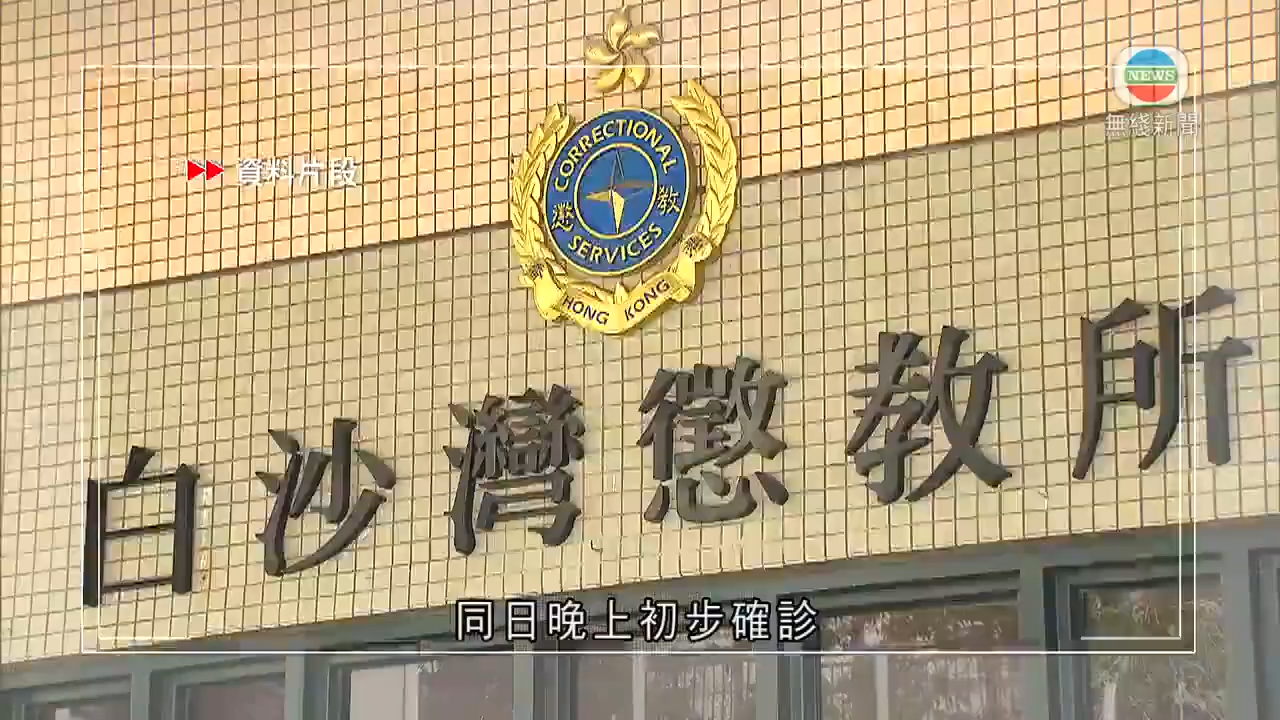 NEWS
無綫新聞
資料片段
CORRECTIONAL
懲 教
SERVICES
HONG KONG
白沙灣懲教所
同日晚上初步確診